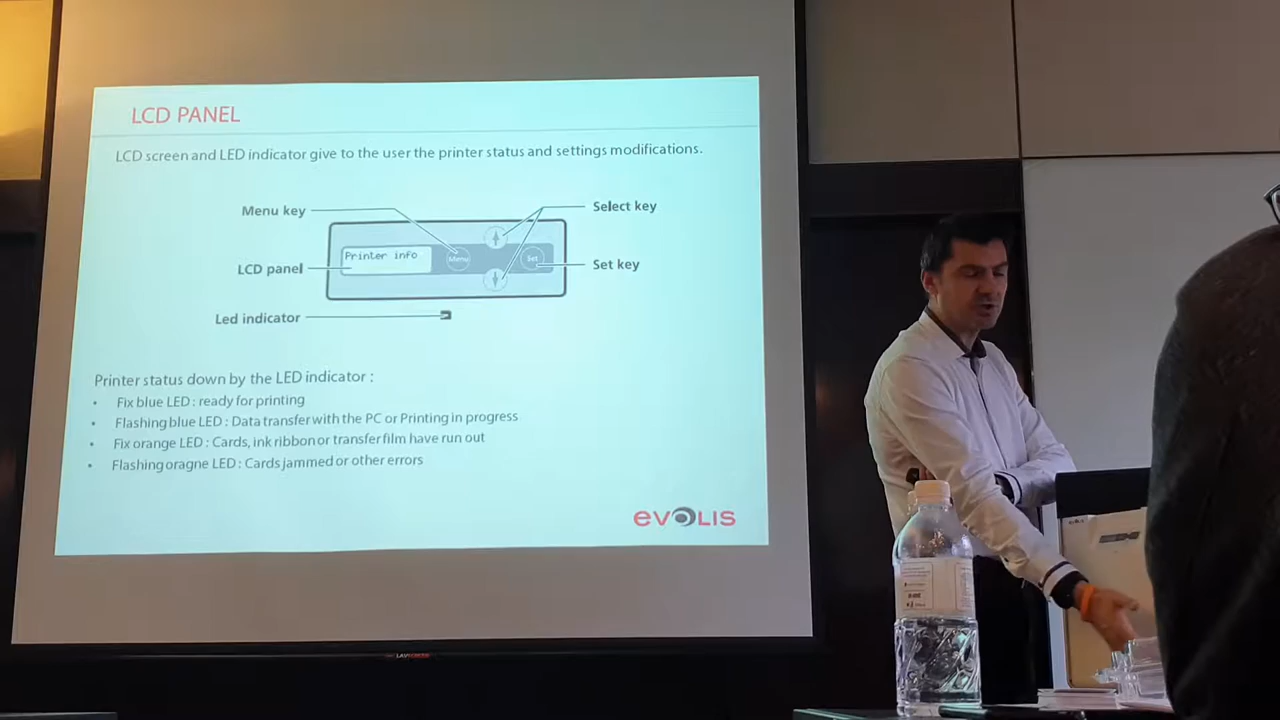 LCD PANEL
LCD screen and LED indicator give to the user the printer status and settings modifications.
Menu key
Select key
Printer info
Menu
Set
LCD panel
Set key
Led indicator
Printer status down by the LED indicator :
• Fix blue LED : ready for printing
• Flashing blue LED : Data transfer with the PC or Printing in progress
• Fix orange LED : Cards, ink ribbon or transfer film have run out
• Flashing oragne LED : Cards jammed or other errors
evolis